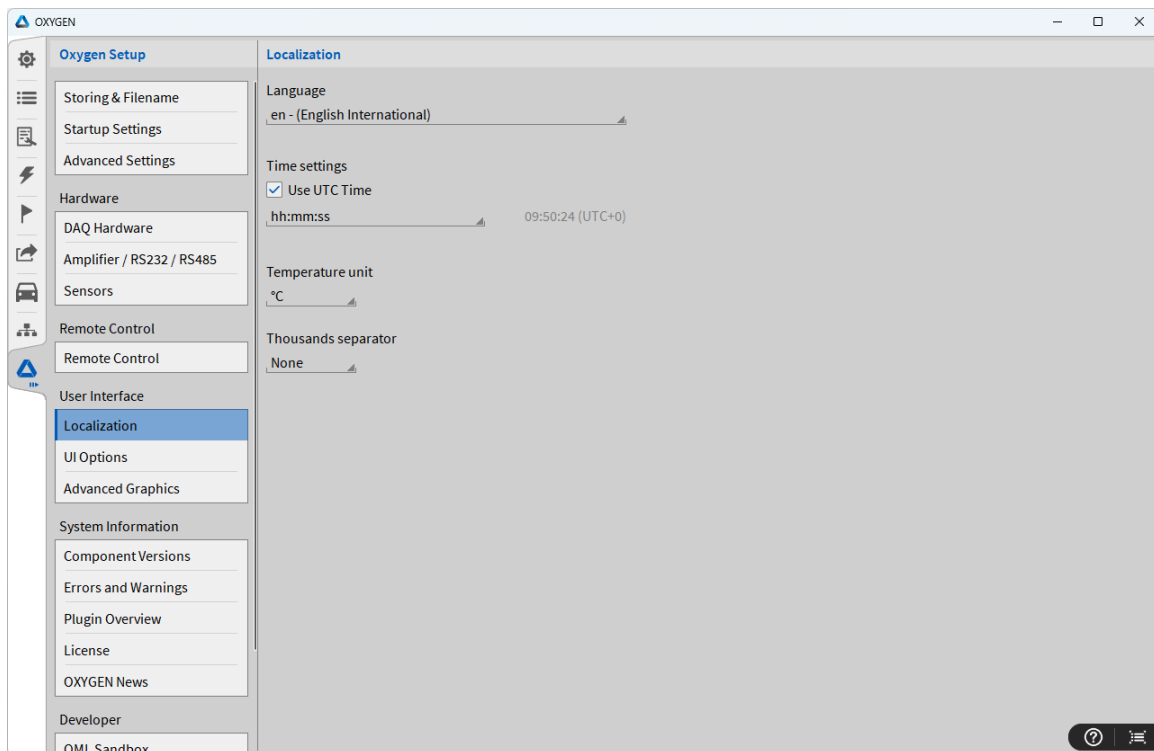 OXYGEN
Oxygen Setup
Storing & Filename
Startup Settings
Advanced Settings
Hardware
DAQ Hardware
Amplifier / RS232 / RS485
Sensors
Remote Control
Remote Control
User Interface
Localization
UI Options
Advanced Graphics
System Information
Component Versions
Errors and Warnings
Plugin Overview
License
OXYGEN News
Developer
QML Sandbox
Localization
Language
en - (English International)
Time settings
Use UTC Time
hh:mm:ss 09:50:24 (UTC+0)
Temperature unit
°C
Thousands separator
None